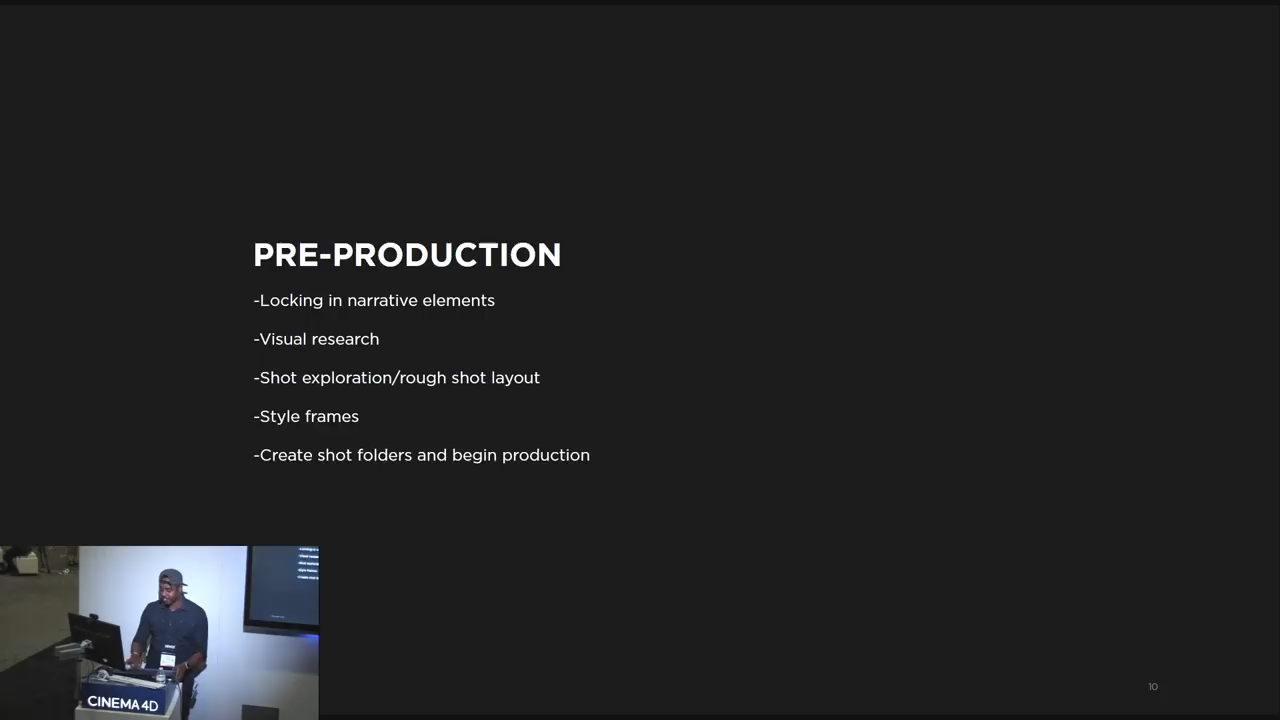 PRE-PRODUCTION
-Locking in narrative elements
-Visual research
-Shot exploration/rough shot layout
-Style frames
-Create shot folders and begin production
10
CINEMA 4D